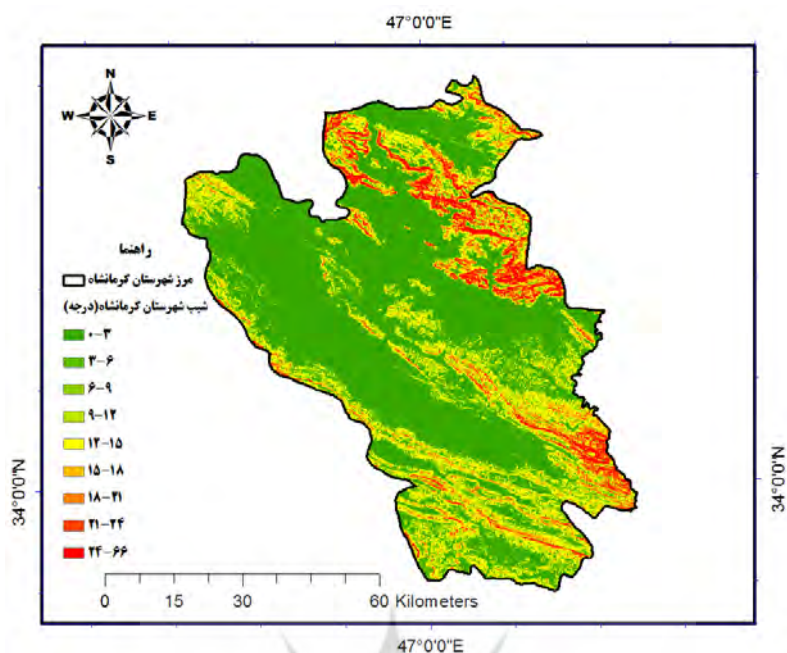 47°0'0"E
N
W E
S
راهنما
مرز شهرستان کرمانشاه
شیب شهرستان کرمانشاه(درجه)
۰-۳
۳-۶
۶-۹
۹-۱۲
۱۲-۱۵
۱۵-۱۸
۱۸-۲۱
۲۱-۲۴
۲۴-۶۶
34°0'0"N
34°0'0"N
0 15 30 60 Kilometers
47°0'0"E